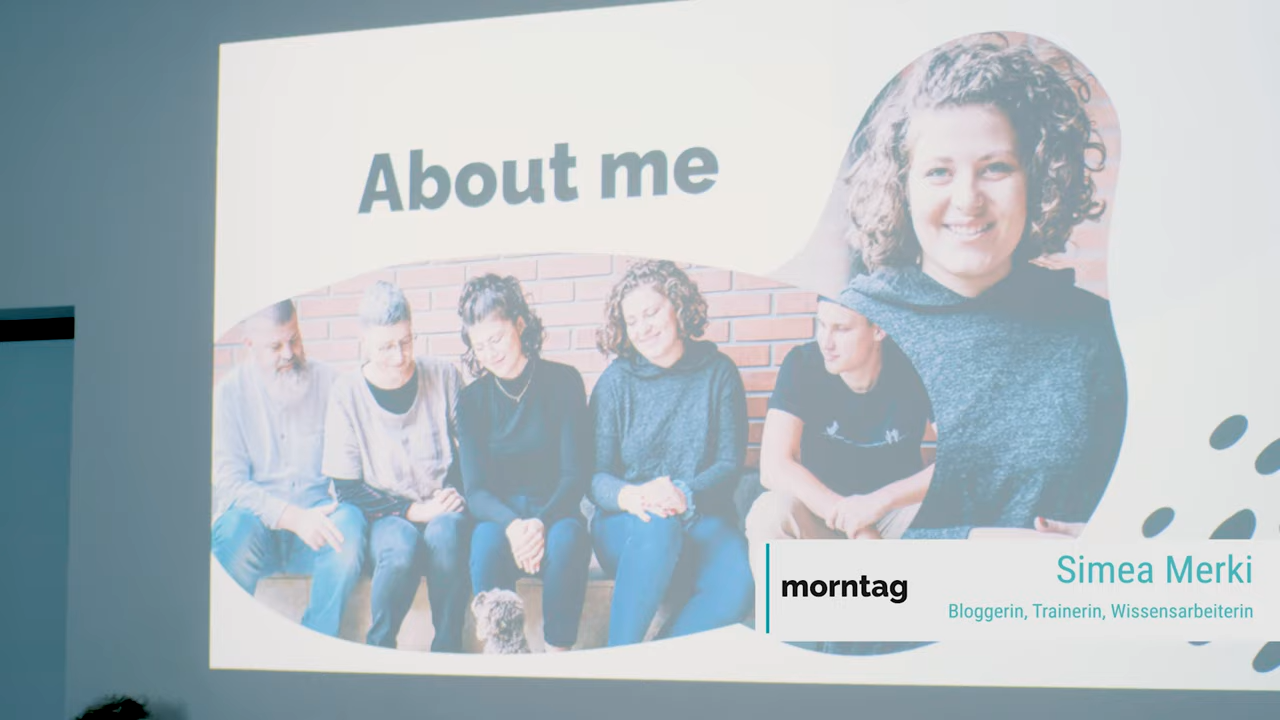 About me
morntag
Simea Merki
Bloggerin, Trainerin, Wissensarbeiterin